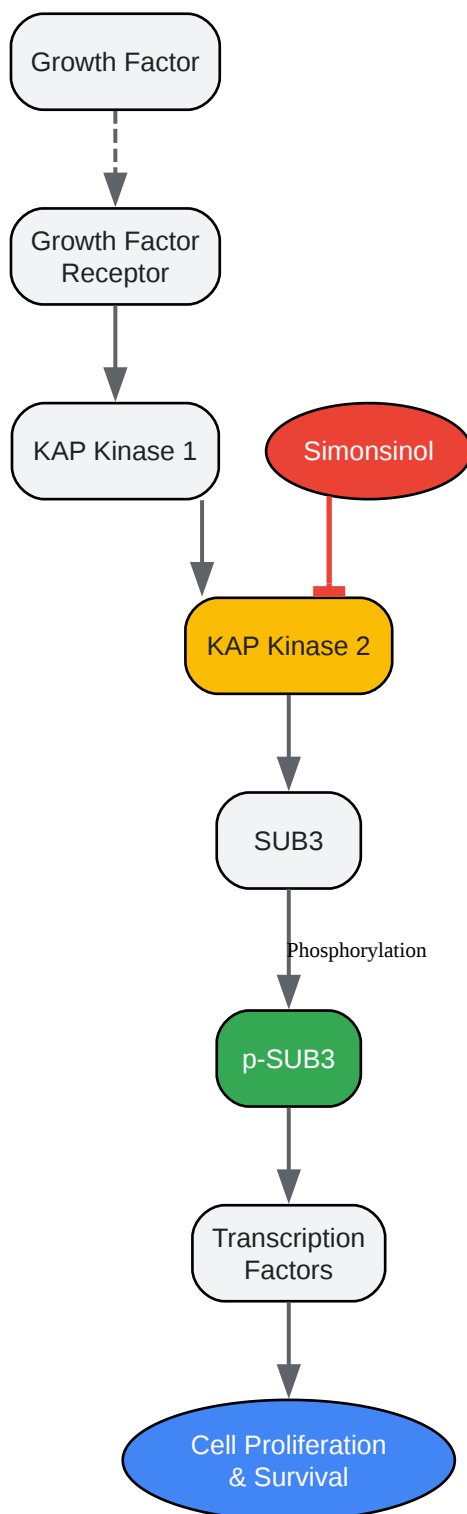 Growth Factor
Growth Factor
Receptor
KAP Kinase 1
Simonsinol
KAP Kinase 2
SUB3
Phosphorylation
p-SUB3
Transcription
Factors
Cell Proliferation
& Survival